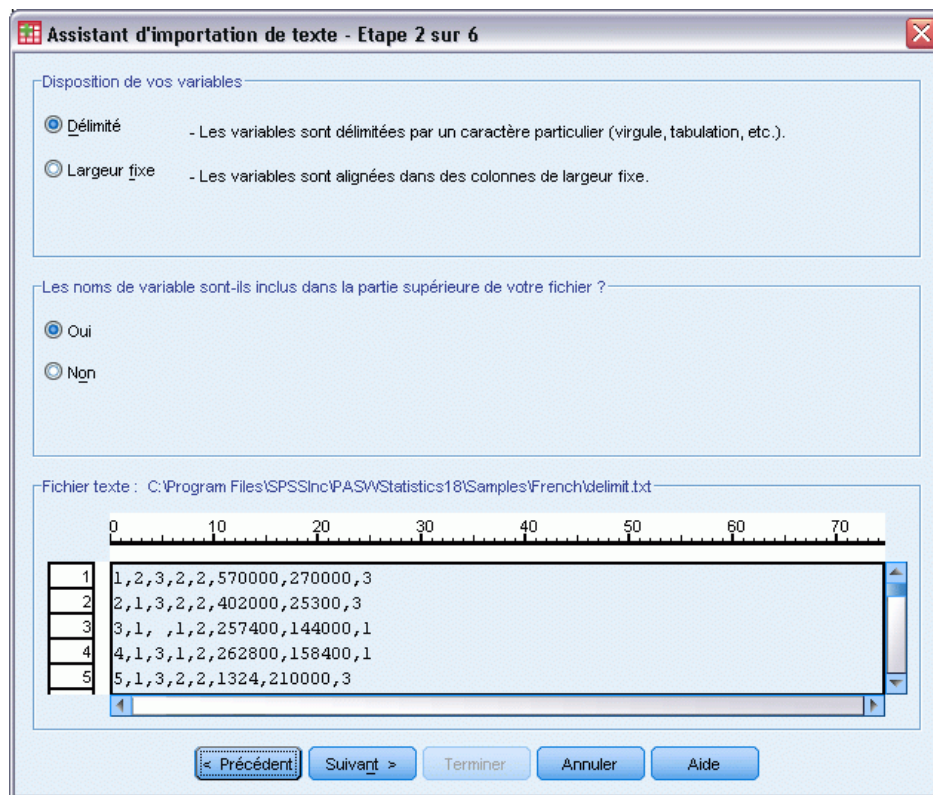 Assistant d'importation de texte - Etape 2 sur 6
Disposition de vos variables
Délimité - Les variables sont délimitées par un caractère particulier (virgule, tabulation, etc.).
Largeur fixe - Les variables sont alignées dans des colonnes de largeur fixe.
Les noms de variable sont-ils inclus dans la partie supérieure de votre fichier ?
Oui
Non
Fichier texte : C:\Program Files\SPSSInc\PASWStatistics18\Samples\French\delimit.txt
0 10 20 30 40 50 60 70
1 1,2,3,2,2,570000,270000,3
2 2,1,3,2,2,402000,25300,3
3 3,1, ,1,2,257400,144000,1
4 4,1,3,1,2,262800,158400,1
5 5,1,3,2,2,1324,210000,3
< Précédent Suivant > Terminer Annuler Aide